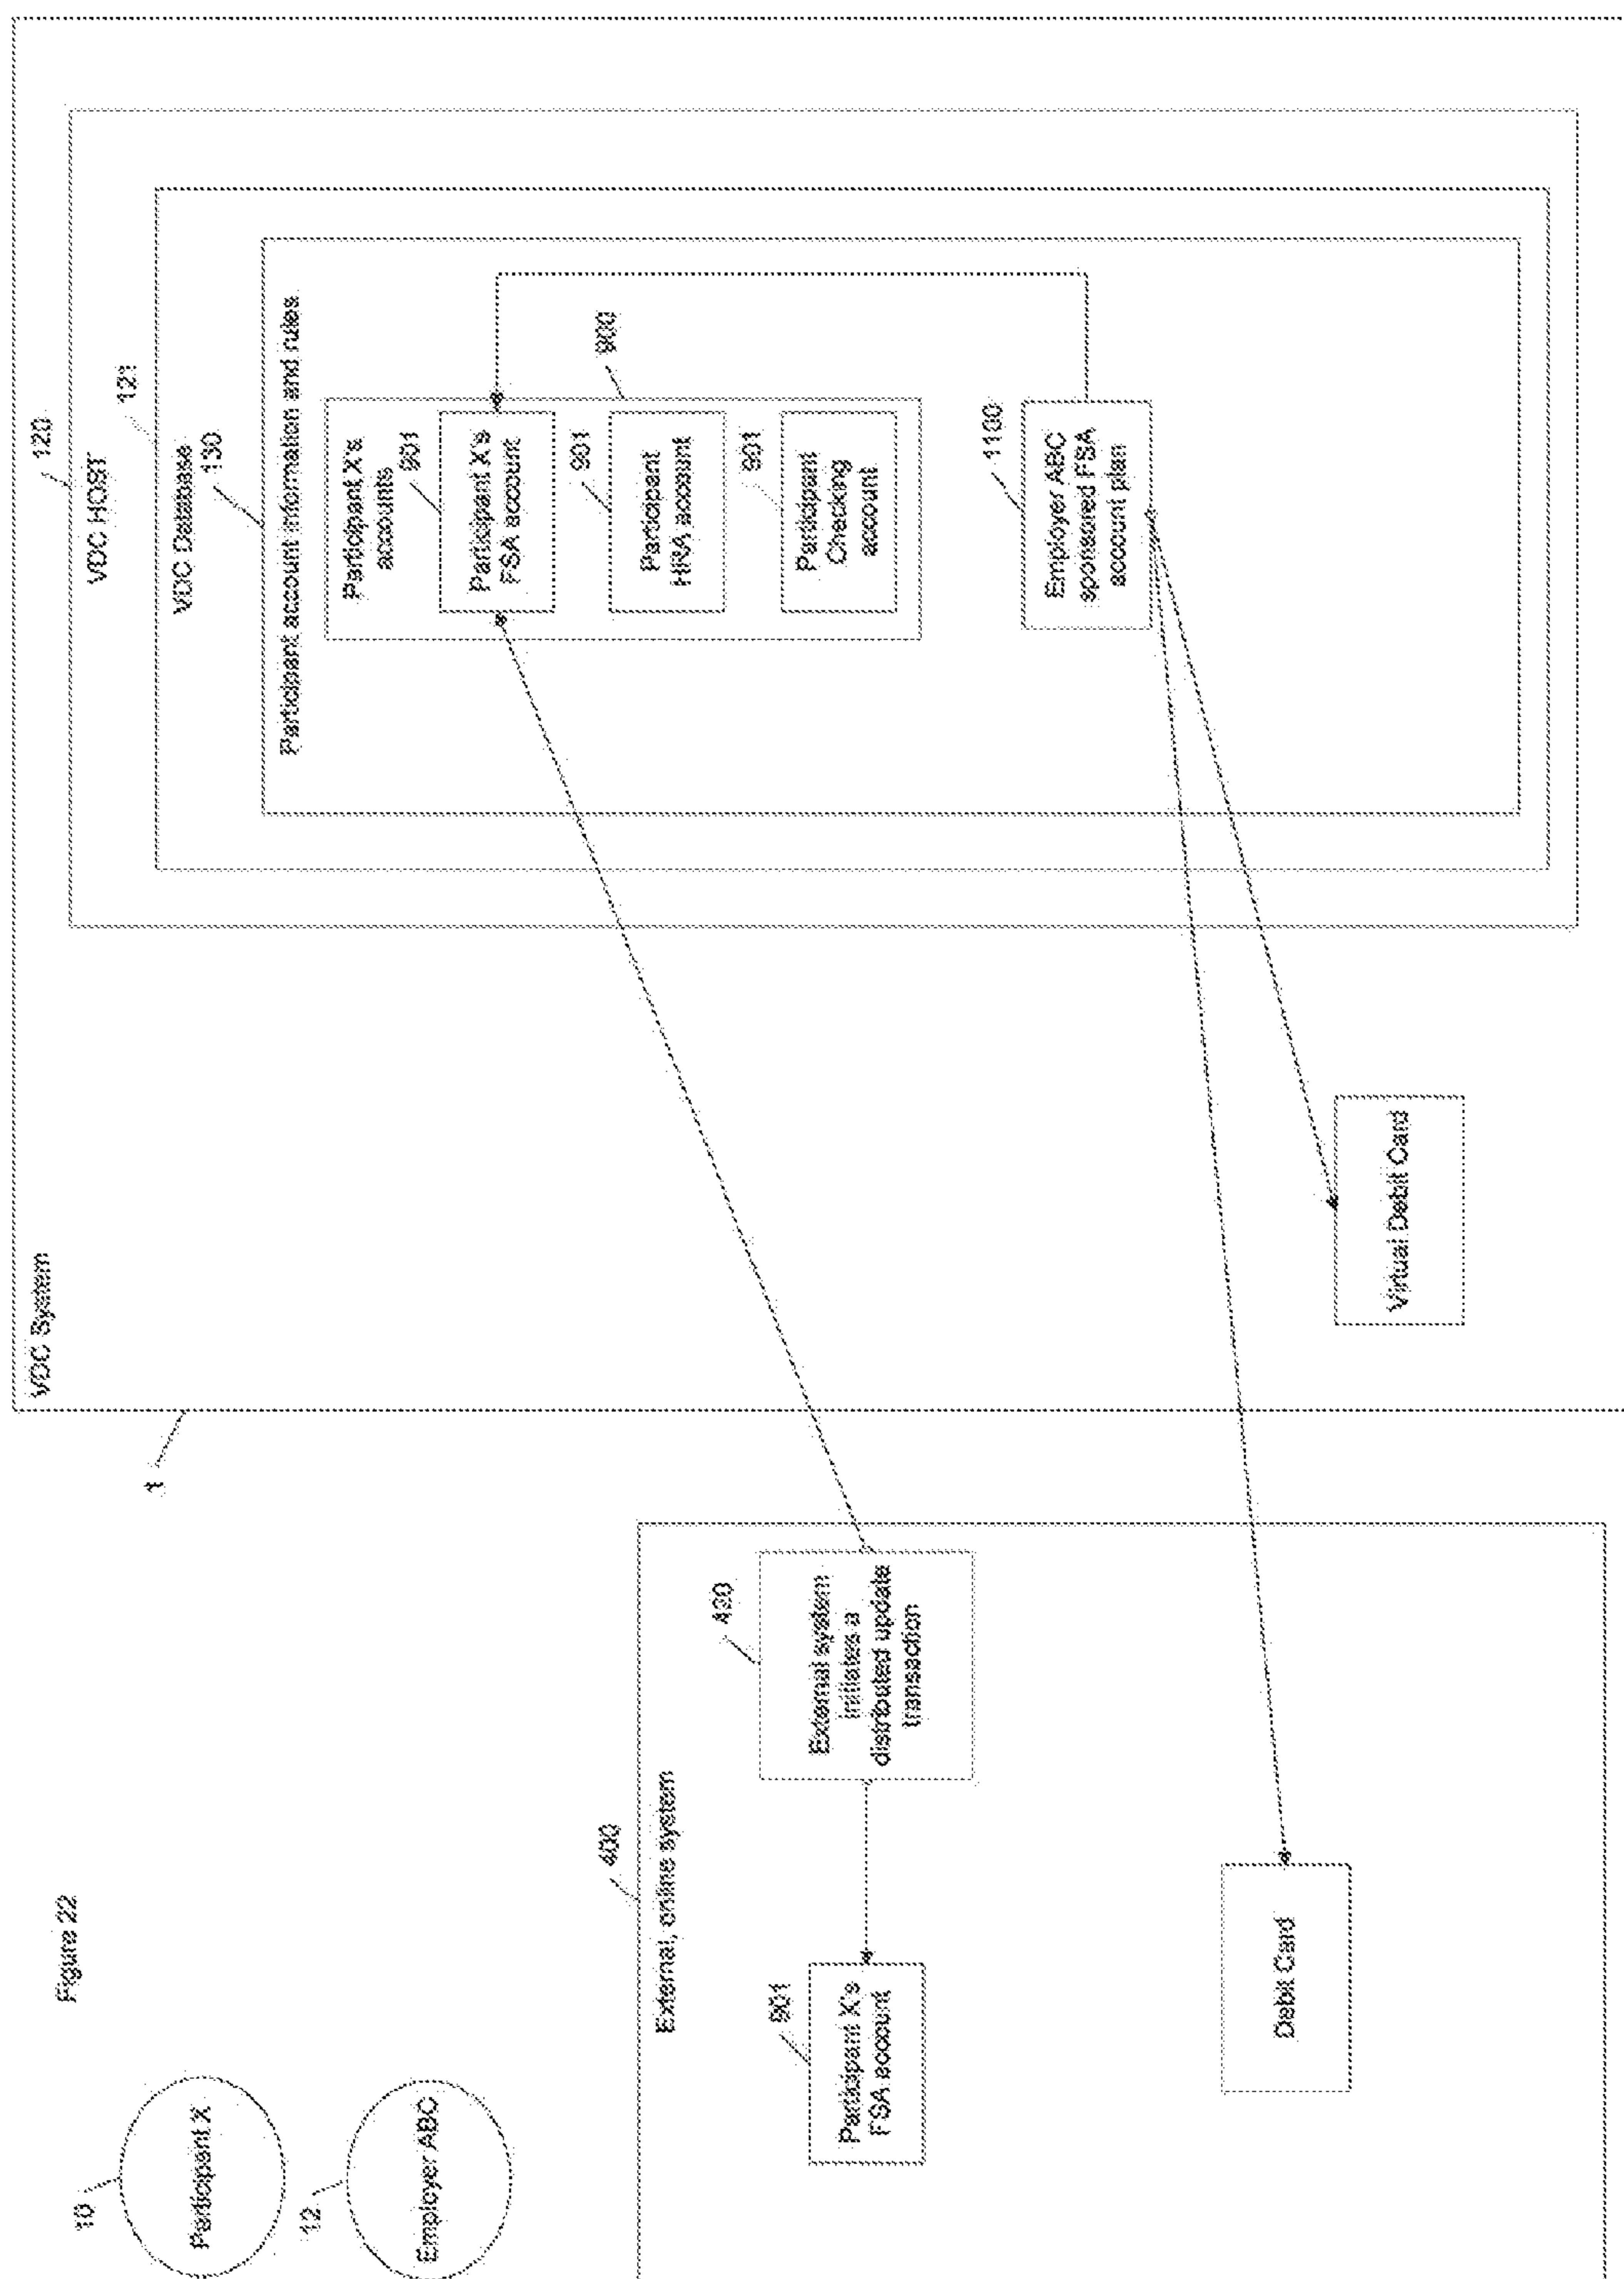 Figure 22
10
Participant X
12
Employer ABC
400
External, online system
901
Participant X's
FSA account
420
External system
initiates a
distributed update
transaction
Debit Card
1
VDC System
120
VDC HOST
121
VDC Database
130
Participant account information and rules
900
Participant X's
accounts
901
Participant X's
FSA account
901
Participant
HRA account
901
Participant
Checking
account
1100
Employer ABC
sponsored FSA
account plan
Virtual Debit Card